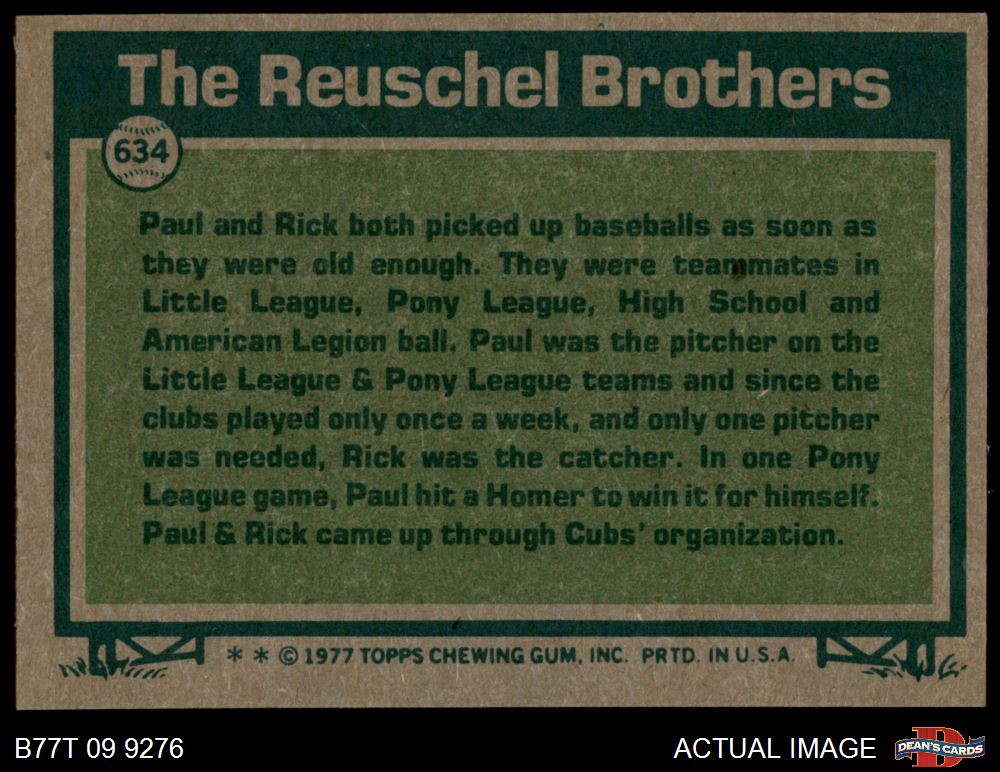 The Reuschel Brothers
634
Paul and Rick both picked up baseballs as soon as
they were old enough. They were teammates in
Little League, Pony League, High School and
American Legion ball. Paul was the pitcher on the
Little League & Pony League teams and since the
clubs played only once a week, and only one pitcher
was needed, Rick was the catcher. In one Pony
League game, Paul hit a Homer to win it for himself.
Paul & Rick came up through Cubs' organization.
* * © 1977 TOPPS CHEWING GUM, INC. PRTD. IN U.S.A.
B77T 09 9276
ACTUAL IMAGE
D
DEAN'S CARDS